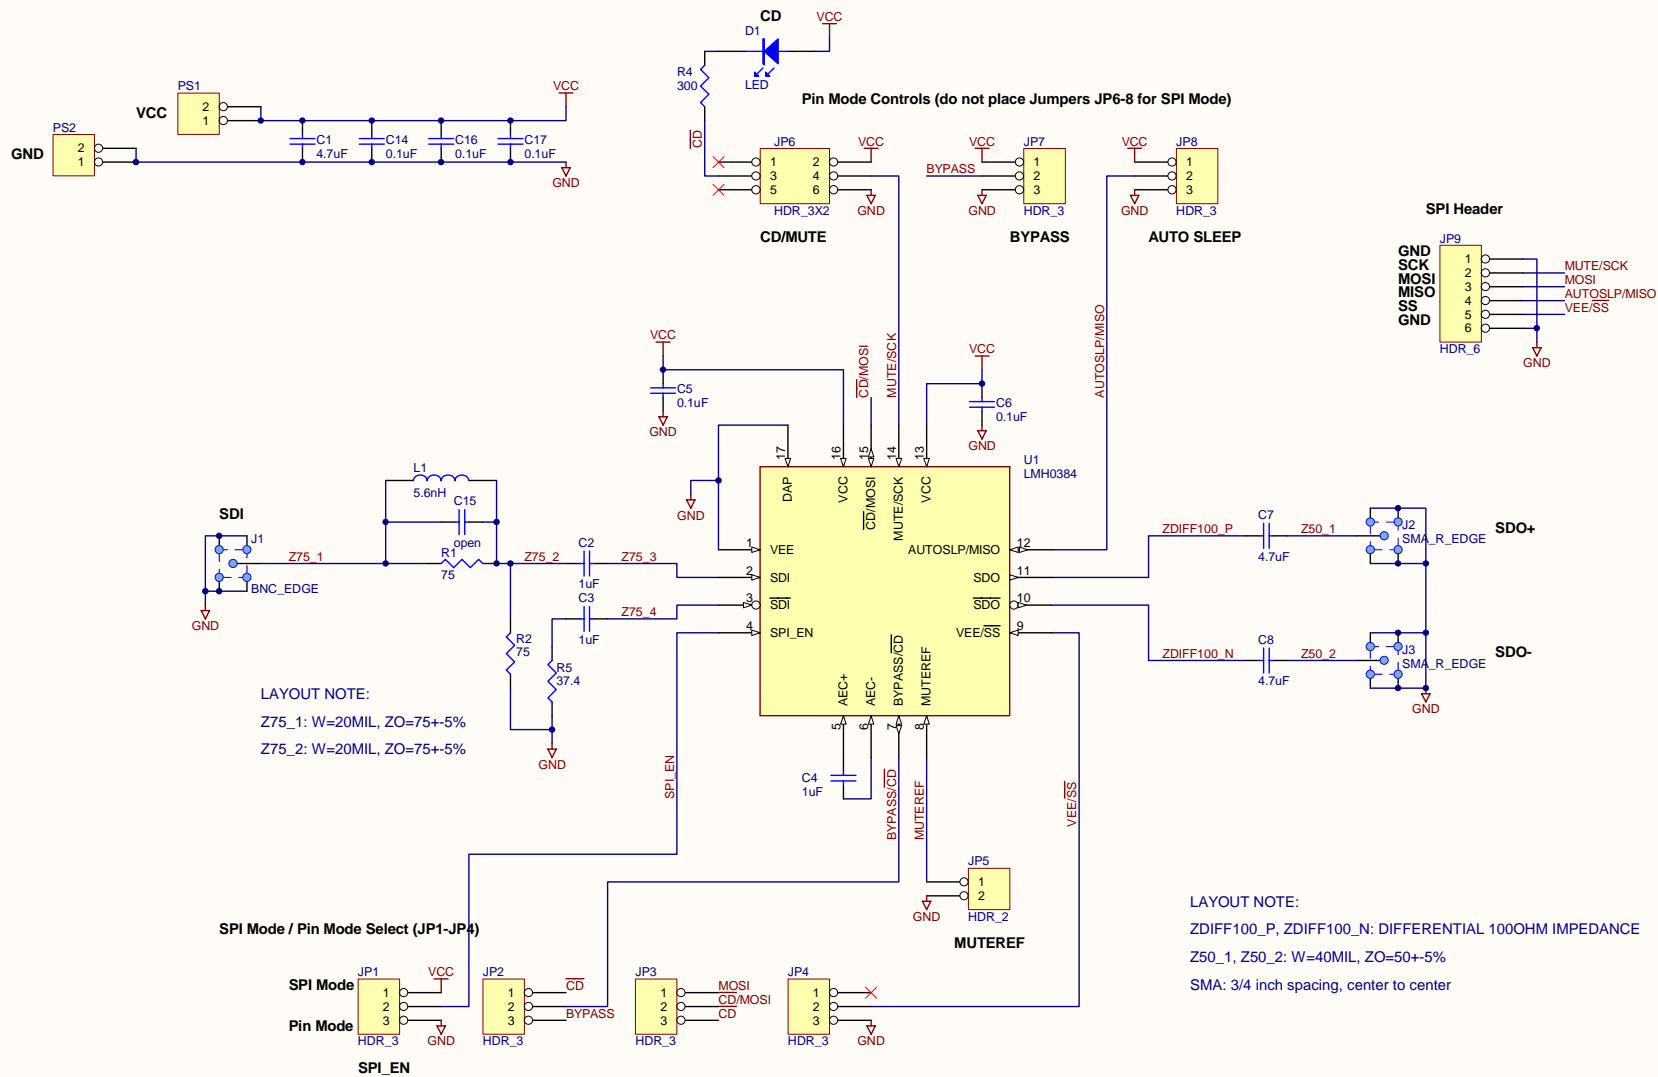 CD
VCC
D1
LED
R4
300
CD
Pin Mode Controls (do not place Jumpers JP6-8 for SPI Mode)
PS1
VCC
2
1
VCC
PS2
GND
2
1
C1
4.7uF
C14
0.1uF
C16
0.1uF
C17
0.1uF
GND
JP6
1 2
3 4
5 6
HDR_3X2
VCC
GND
CD/MUTE
JP7
VCC
BYPASS
1
2
3
GND
HDR_3
BYPASS
JP8
VCC
1
2
3
GND
HDR_3
AUTO SLEEP
SPI Header
JP9
GND
SCK
MOSI
MISO
SS
GND
1
2
3
4
5
6
MUTE/SCK
MOSI
AUTOSLP/MISO
VEE/SS
HDR_6
GND
VCC
C5
0.1uF
GND
CD/MOSI
MUTE/SCK
VCC
C6
0.1uF
GND
AUTOSLP/MISO
U1
LMH0384
17
16
15
14
13
DAP
VCC
CD/MOSI
MUTE/SCK
VCC
GND
1 VEE
2 SDI
3 SDI
4 SPI_EN
AUTOSLP/MISO 12
SDO 11
SDO 10
VEE/SS 9
AEC+
AEC-
BYPASS/CD
MUTEREF
5
6
7
8
SDI
J1
BNC_EDGE
GND
Z75_1
L1
5.6nH
C15
open
R1
75
Z75_2
C2
1uF
Z75_3
C3
1uF
Z75_4
R2
75
R5
37.4
GND
LAYOUT NOTE:
Z75_1: W=20MIL, ZO=75+-5%
Z75_2: W=20MIL, ZO=75+-5%
ZDIFF100_P
C7
4.7uF
Z50_1
J2
SMA_R_EDGE
SDO+
ZDIFF100_N
C8
4.7uF
Z50_2
J3
SMA_R_EDGE
SDO-
GND
SPI_EN
C4
1uF
BYPASS/CD
MUTEREF
VEE/SS
JP5
1
2
GND
HDR_2
MUTEREF
LAYOUT NOTE:
ZDIFF100_P, ZDIFF100_N: DIFFERENTIAL 100OHM IMPEDANCE
Z50_1, Z50_2: W=40MIL, ZO=50+-5%
SMA: 3/4 inch spacing, center to center
SPI Mode / Pin Mode Select (JP1-JP4)
SPI Mode
Pin Mode
JP1
1
2
3
VCC
GND
HDR_3
SPI_EN
JP2
1
2
3
CD
BYPASS
HDR_3
JP3
1
2
3
MOSI
CD/MOSI
CD
HDR_3
JP4
1
2
3
GND
HDR_3